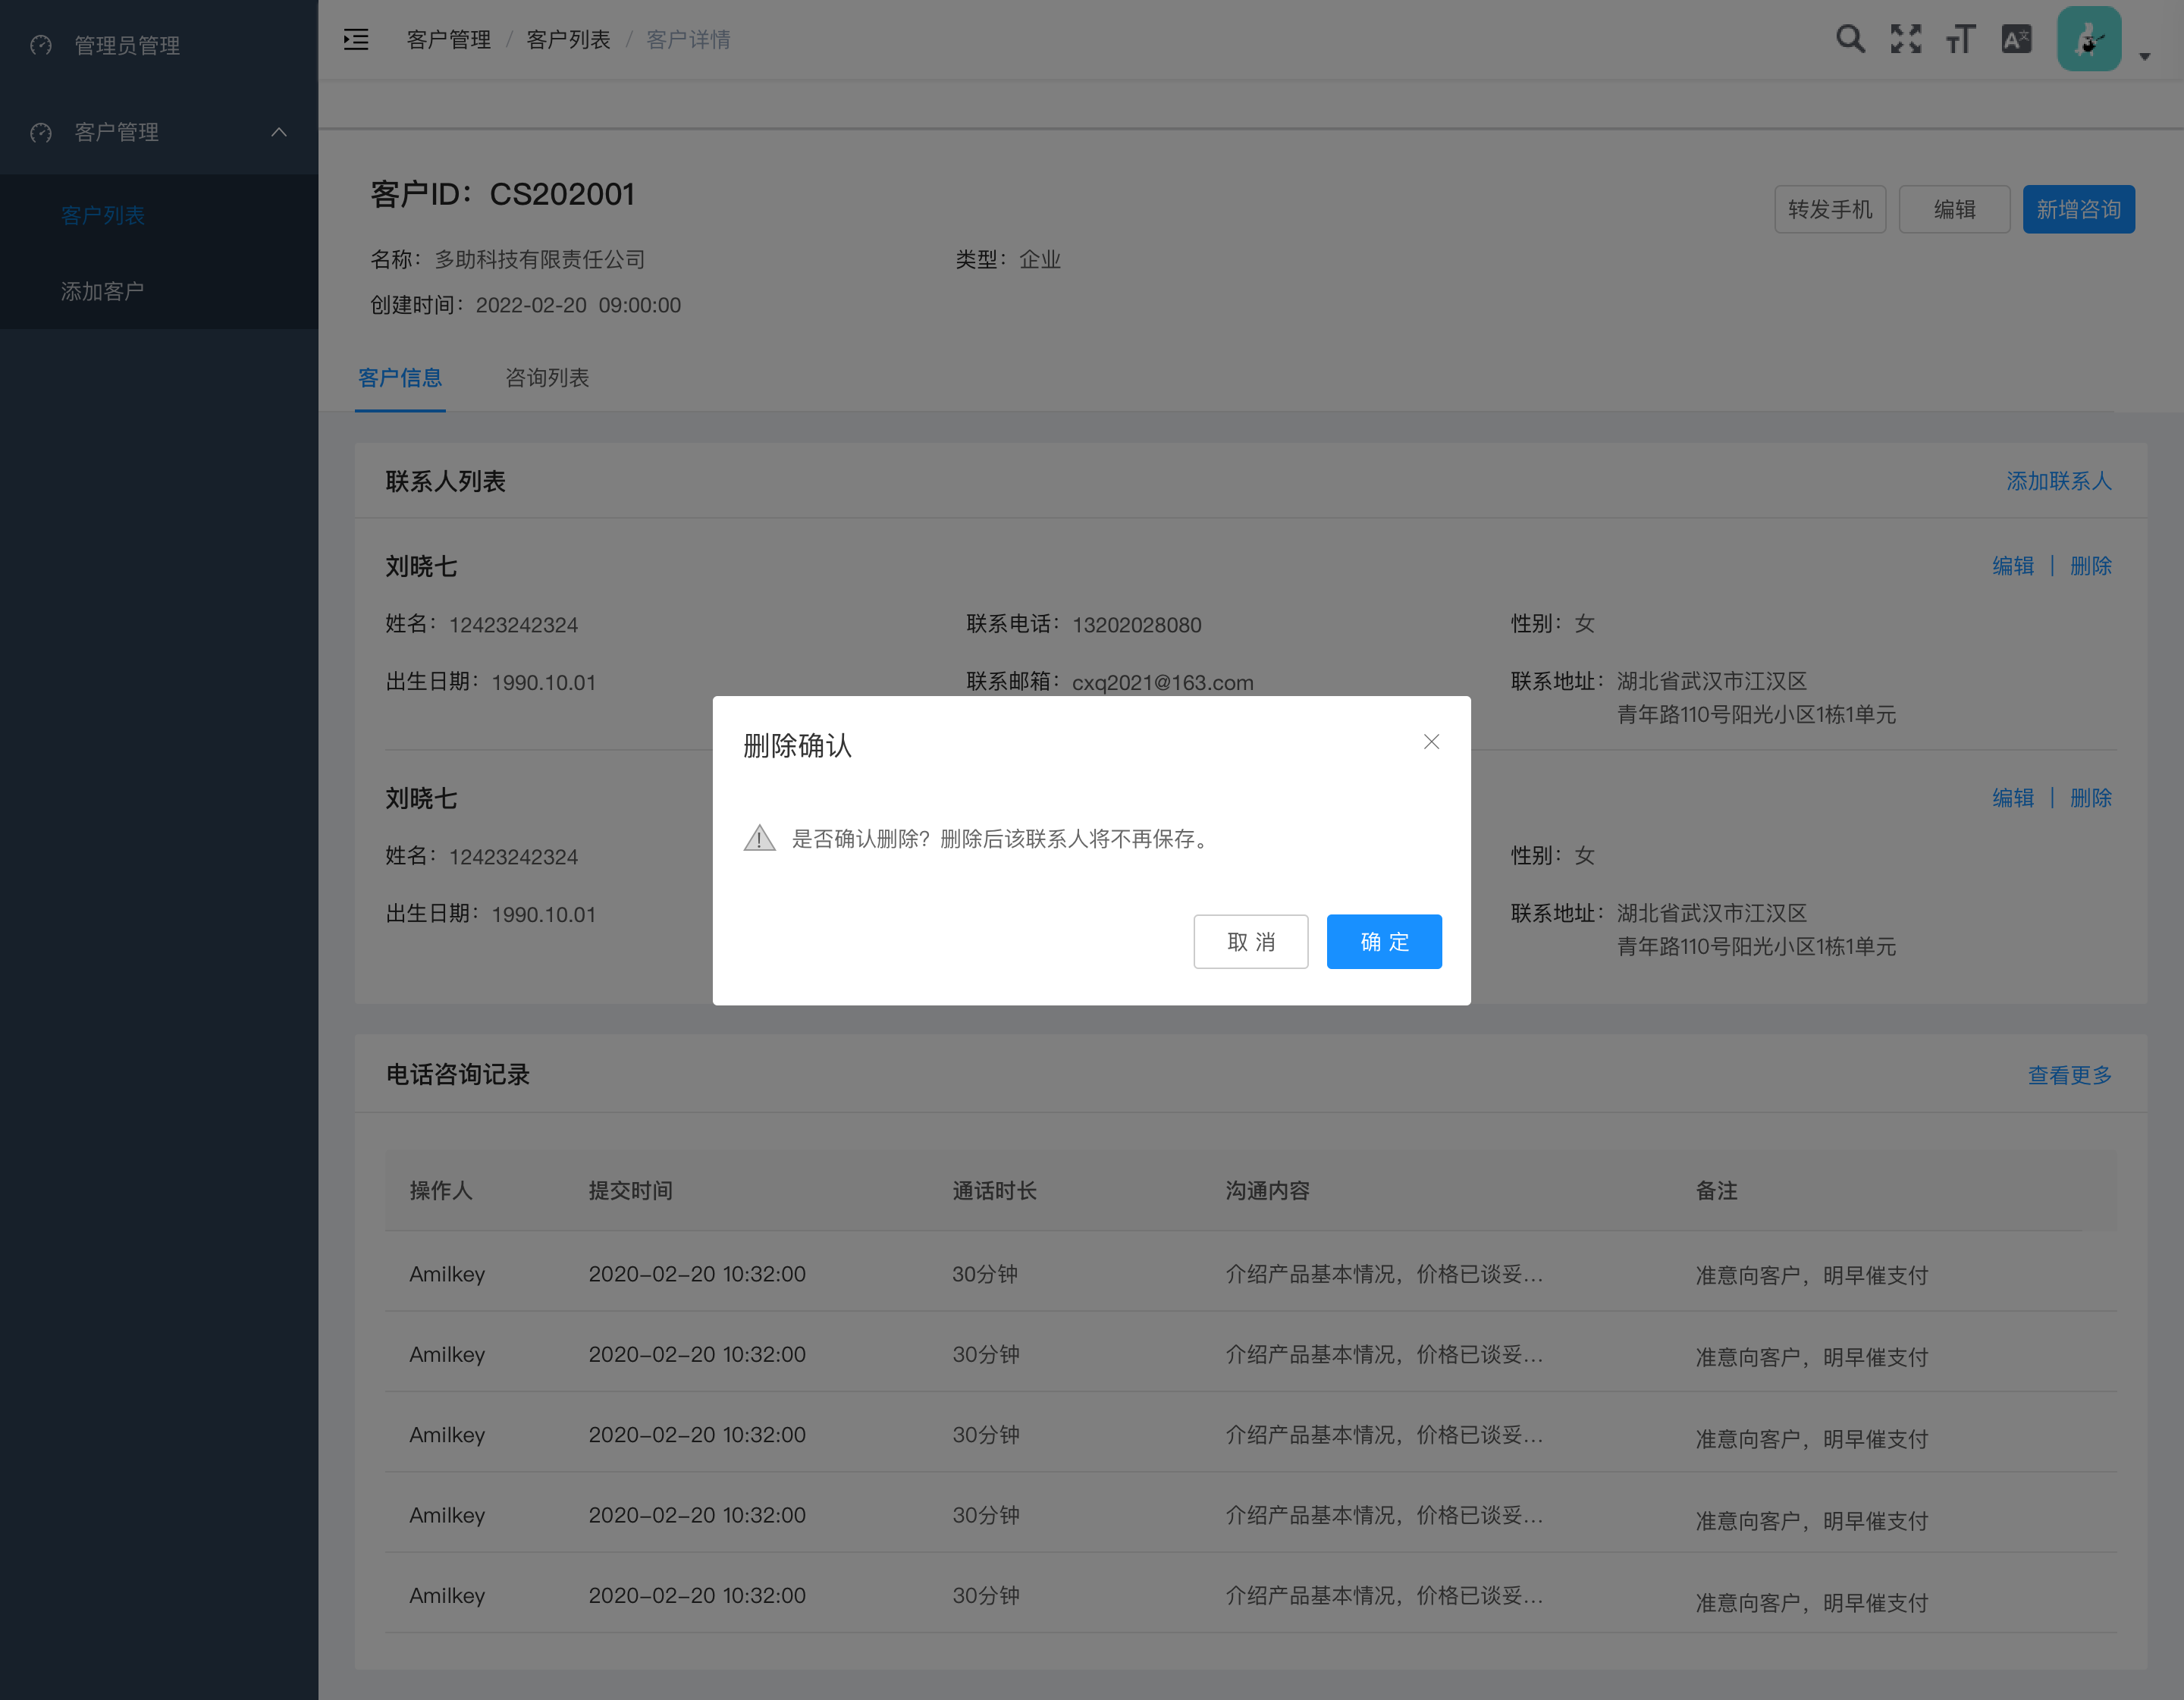 管理员管理
客户管理
客户列表
添加客户
客户管理 / 客户列表 / 客户详情
客户ID：CS202001
转发手机 编辑 新增咨询
名称：多助科技有限责任公司 类型：企业
创建时间：2022-02-20 09:00:00
客户信息 咨询列表
联系人列表 添加联系人
刘晓七 编辑 | 删除
姓名：12423242324 联系电话：13202028080 性别：女
出生日期：1990.10.01 联系邮箱：cxq2021@163.com 联系地址：湖北省武汉市江汉区
青年路110号阳光小区1栋1单元
删除确认
是否确认删除？删除后该联系人将不再保存。
取 消 确 定
刘晓七 编辑 | 删除
姓名：12423242324 性别：女
出生日期：1990.10.01 联系地址：湖北省武汉市江汉区
青年路110号阳光小区1栋1单元
电话咨询记录 查看更多
操作人 提交时间 通话时长 沟通内容 备注
Amilkey 2020-02-20 10:32:00 30分钟 介绍产品基本情况，价格已谈妥... 准意向客户，明早催支付
Amilkey 2020-02-20 10:32:00 30分钟 介绍产品基本情况，价格已谈妥... 准意向客户，明早催支付
Amilkey 2020-02-20 10:32:00 30分钟 介绍产品基本情况，价格已谈妥... 准意向客户，明早催支付
Amilkey 2020-02-20 10:32:00 30分钟 介绍产品基本情况，价格已谈妥... 准意向客户，明早催支付
Amilkey 2020-02-20 10:32:00 30分钟 介绍产品基本情况，价格已谈妥... 准意向客户，明早催支付